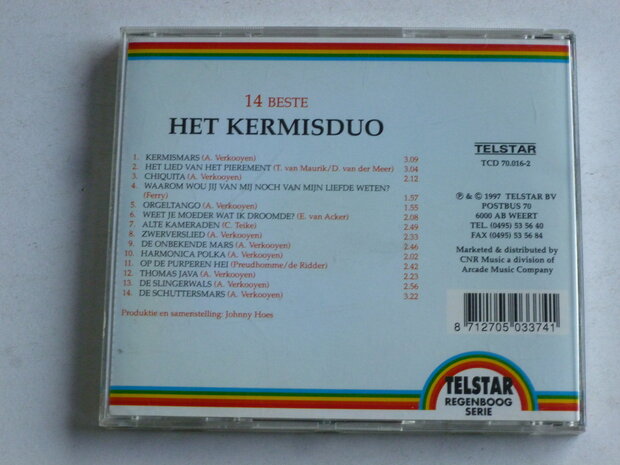 14 BESTE
HET KERMISDUO
1. KERMISMARS (A. Verkooyen) 3.09
2. HET LIED VAN HET PIEREMENT (T. van Maurik/D. van der Meer) 3.04
3. CHIQUITA (A. Verkooyen) 2.12
4. WAAROM WOU JIJ VAN MIJ NOCH VAN MIJN LIEFDE WETEN?
(Ferry) 1.57
5. ORGELTANGO (A. Verkooyen) 1.55
6. WEET JE MOEDER WAT IK DROOMDE? (E. van Acker) 2.08
7. ALTE KAMERADEN (C. Teike) 2.49
8. ZWERVERSLIED (A. Verkooyen) 2.33
9. DE ONBEKENDE MARS (A. Verkooyen) 2.46
10. HARMONICA POLKA (A. Verkooyen) 2.02
11. OP DE PURPEREN HEI (Preudhomme/de Ridder) 2.42
12. THOMAS JAVA (A. Verkooyen) 2.23
13. DE SLINGERWALS (A. Verkooyen) 2.56
14. DE SCHUTTERSMARS (A. Verkooyen) 3.22
Produktie en samenstelling: Johnny Hoes
TELSTAR
TCD 70.016-2
℗ & © 1997 TELSTAR BV
POSTBUS 70
6000 AB WEERT
TEL. (0495) 53 56 40
FAX (0495) 53 56 84
Marketed & distributed by
CNR Music a division of
Arcade Music Company
8 712705 033741
TELSTAR
REGENBOOG
SERIE